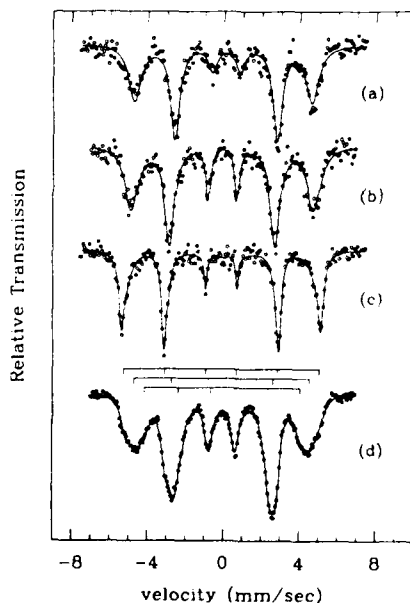 (a)
(b)
(c)
(d)
Relative Transmission
-8 -4 0 4 8
velocity (mm/sec)